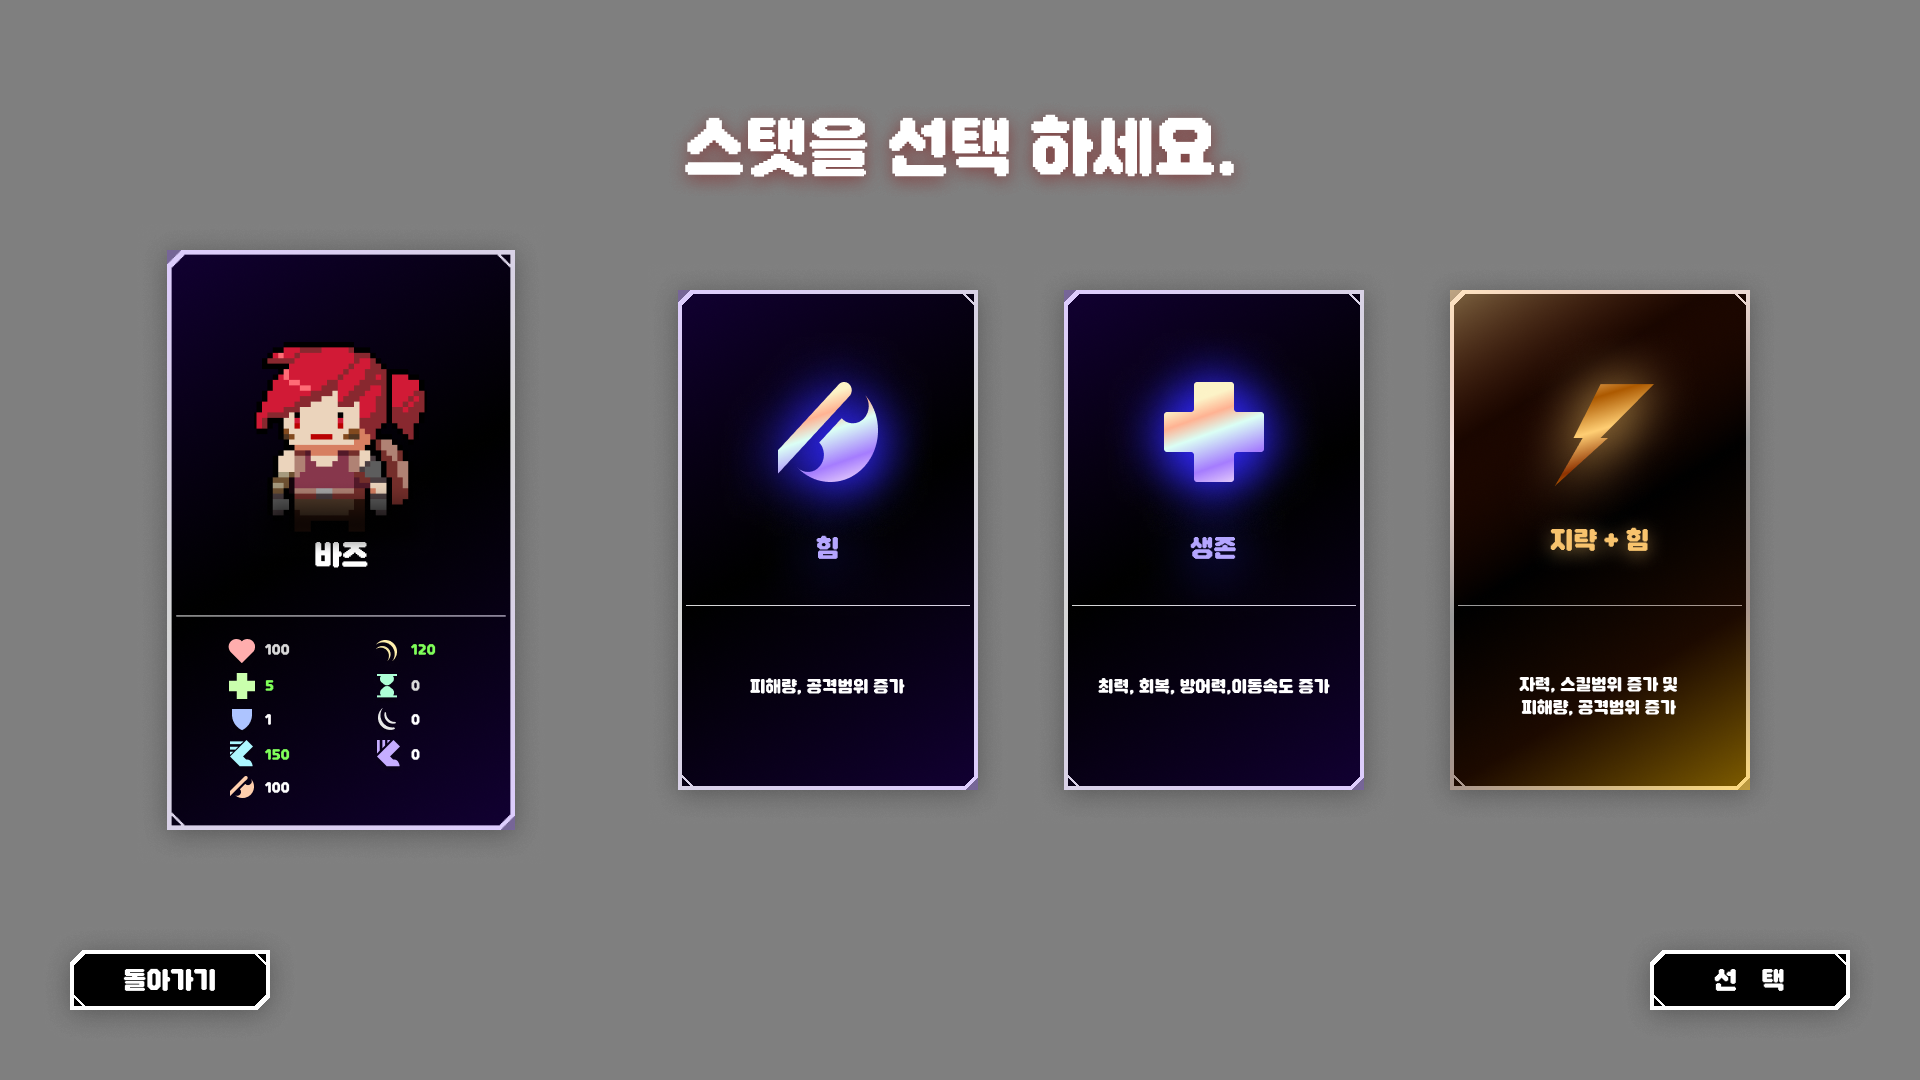 스탯을 선택 하세요.
바즈
100
120
5
0
1
0
150
0
100
힘
피해량, 공격범위 증가
생존
최력, 회복, 방어력,이동속도 증가
지략 + 힘
자력, 스킬범위 증가 및
피해량, 공격범위 증가
돌아가기
선 택